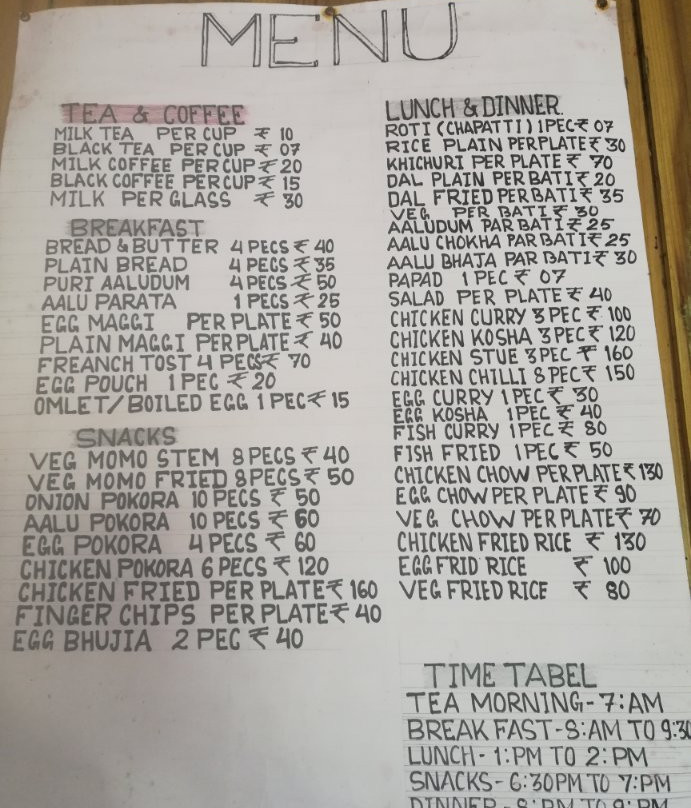 MENU
TEA & COFFEE
MILK TEA PER CUP ₹ 10
BLACK TEA PER CUP ₹ 07
MILK COFFEE PER CUP ₹ 20
BLACK COFFEE PER CUP ₹ 15
MILK PER GLASS ₹ 30
BREAKFAST
BREAD & BUTTER 4 PECS ₹ 40
PLAIN BREAD 4 PECS ₹ 35
PURI AALUDUM 4 PECS ₹ 50
AALU PARATA 1 PECS ₹ 25
EGG MAGGI PER PLATE ₹ 50
PLAIN MAGGI PER PLATE ₹ 40
FREANCH TOST 4 PECS ₹ 70
EGG POUCH 1 PEC ₹ 20
OMLET/BOILED EGG 1 PEC ₹ 15
SNACKS
VEG MOMO STEM 8 PECS ₹ 40
VEG MOMO FRIED 8 PECS ₹ 50
ONION POKORA 10 PECS ₹ 50
AALU POKORA 10 PECS ₹ 60
EGG POKORA 4 PECS ₹ 60
CHICKEN POKORA 6 PECS ₹ 120
CHICKEN FRIED PER PLATE ₹ 160
FINGER CHIPS PER PLATE ₹ 40
EGG BHUJIA 2 PEC ₹ 40
LUNCH & DINNER
ROTI (CHAPATTI) 1 PEC ₹ 07
RICE PLAIN PER PLATE ₹ 30
KHICHURI PER PLATE ₹ 70
DAL PLAIN PER BATI ₹ 20
DAL FRIED PER BATI ₹ 35
VEG PER BATI ₹ 30
AALUDUM PAR BATI ₹ 25
AALU CHOKHA PAR BATI ₹ 25
AALU BHAJA PAR BATI ₹ 30
PAPAD 1 PEC ₹ 07
SALAD PER PLATE ₹ 40
CHICKEN CURRY 3 PEC ₹ 100
CHICKEN KOSHA 3 PEC ₹ 120
CHICKEN STUE 3 PEC ₹ 160
CHICKEN CHILLI 8 PEC ₹ 150
EGG CURRY 1 PEC ₹ 30
EGG KOSHA 1 PEC ₹ 40
FISH CURRY 1 PEC ₹ 80
FISH FRIED 1 PEC ₹ 50
CHICKEN CHOW PER PLATE ₹ 130
EGG CHOW PER PLATE ₹ 90
VEG CHOW PER PLATE ₹ 70
CHICKEN FRIED RICE ₹ 130
EGG FRID RICE ₹ 100
VEG FRIED RICE ₹ 80
TIME TABEL
TEA MORNING - 7:AM
BREAK FAST - 8:AM TO 9:30
LUNCH - 1:PM TO 2:PM
SNACKS - 6:30PM TO 7:PM
DINNER - 8:PM TO 9:PM